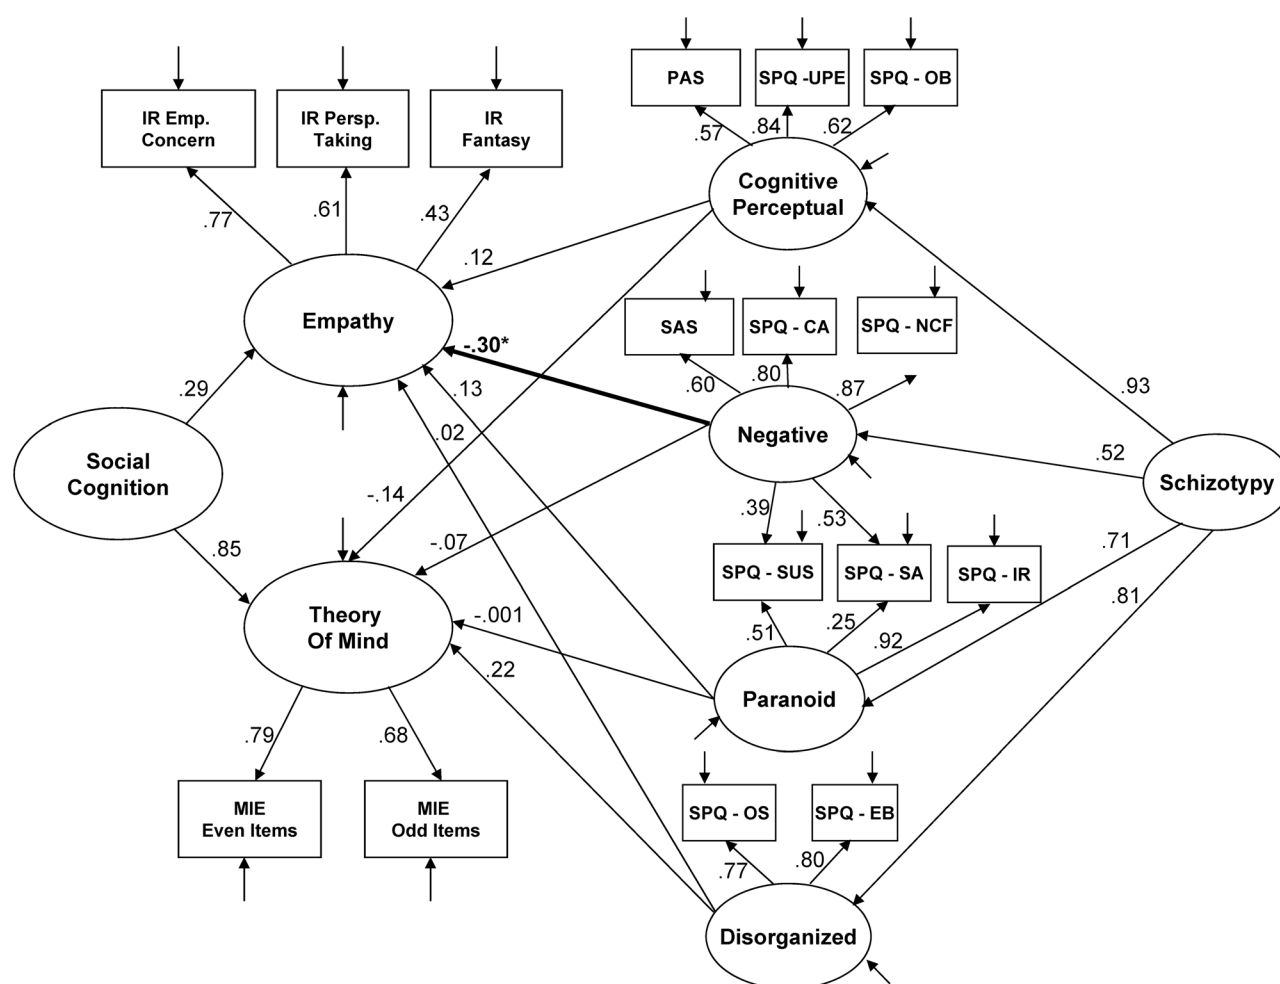 PAS
SPQ -UPE
SPQ - OB
IR Emp.
Concern
IR Persp.
Taking
IR
Fantasy
.57
.84
.62
Cognitive
Perceptual
.77
.61
.43
.12
Empathy
SAS
SPQ - CA
SPQ - NCF
-.30*
.60
.80
.87
.93
.29
.13
.02
Negative
.52
Social
Cognition
Schizotypy
-.14
.39
.53
.85
-.07
.71
SPQ - SUS
SPQ - SA
SPQ - IR
.81
Theory
Of Mind
-.001
.51
.25
.92
.22
Paranoid
.79
.68
MIE
Even Items
MIE
Odd Items
SPQ - OS
SPQ - EB
.77
.80
Disorganized